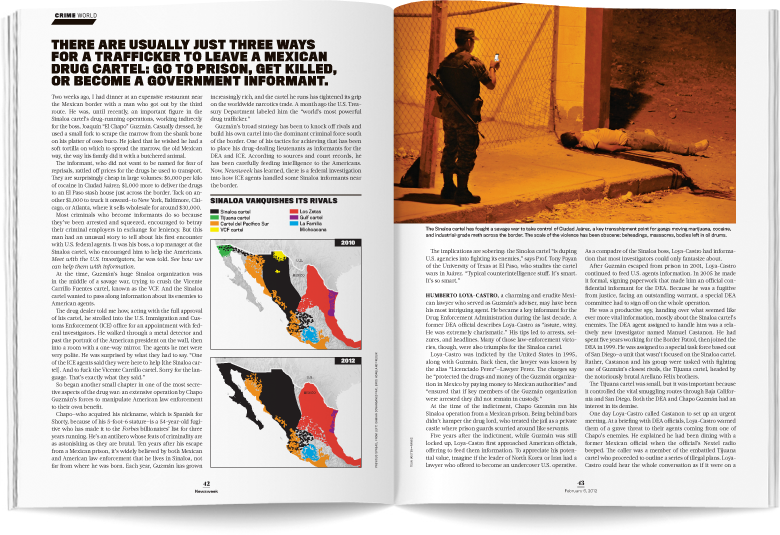 CRIME WORLD
THERE ARE USUALLY JUST THREE WAYS
FOR A TRAFFICKER TO LEAVE A MEXICAN
DRUG CARTEL: GO TO PRISON, GET KILLED,
OR BECOME A GOVERNMENT INFORMANT.
Two weeks ago, I had dinner at an expensive restaurant near
the Mexican border with a man who got out by the third
route. He was, until recently, an important figure in the
Sinaloa cartel's drug-running operations, working indirectly
for the boss, Joaquin "El Chapo" Guzmán. Casually dressed, he
used a small fork to scrape the marrow from the shank bone
on his platter of osso buco. He joked that he wished he had a
soft tortilla on which to spread the marrow, the old Mexican
way, the way his family did it with a butchered animal.
The informant, who did not want to be named for fear of
reprisals, rattled off prices for the drugs he used to transport.
They are surprisingly cheap in large volumes: $6,000 per kilo
of cocaine in Ciudad Juárez; $1,000 more to deliver the drugs
to an El Paso stash house just across the border. Tack on an-
other $1,000 to truck it onward—to New York, Baltimore, Chi-
cago, or Atlanta, where it sells wholesale for around $30,000.
Most criminals who become informants do so because
they've been arrested and squeezed, encouraged to betray
their criminal employers in exchange for leniency. But this
man had an unusual story to tell about his first encounter
with U.S. federal agents. It was his boss, a top manager at the
Sinaloa cartel, who encouraged him to help the Americans.
Meet with the U.S. investigators, he was told. See how we
can help them with information.
At the time, Guzmán's huge Sinaloa organization was
in the middle of a savage war, trying to crush the Vicente
Carrillo Fuentes cartel, known as the VCF. And the Sinaloa
cartel wanted to pass along information about its enemies to
American agents.
The drug dealer told me how, acting with the full approval
of his cartel, he strolled into the U.S. Immigration and Cus-
toms Enforcement (ICE) office for an appointment with fed-
eral investigators. He walked through a metal detector and
past the portrait of the American president on the wall, then
into a room with a one-way mirror. The agents he met were
very polite. He was surprised by what they had to say. "One
of the ICE agents said they were here to help [the Sinaloa car-
tel]. And to fuck the Vicente Carrillo cartel. Sorry for the lan-
guage. That's exactly what they said."
So began another small chapter in one of the most secre-
tive aspects of the drug war: an extensive operation by Chapo
Guzmán's forces to manipulate American law enforcement
to their own benefit.
Chapo—who acquired his nickname, which is Spanish for
Shorty, because of his 5-foot-6 stature—is a 54-year-old fugi-
tive who has made it to the Forbes billionaires' list for three
years running. He's an antihero whose feats of criminality are
as astonishing as they are brutal. Ten years after his escape
from a Mexican prison, it's widely believed by both Mexican
and American law enforcement that he lives in Sinaloa, not
far from where he was born. Each year, Guzmán has grown
increasingly rich, and the cartel he runs has tightened its grip
on the worldwide narcotics trade. A month ago the U.S. Trea-
sury Department labeled him the "world's most powerful
drug trafficker."
Guzmán's broad strategy has been to knock off rivals and
build his own cartel into the dominant criminal force south
of the border. One of his tactics for achieving that has been
to place his drug-dealing lieutenants as informants for the
DEA and ICE. According to sources and court records, he
has been carefully feeding intelligence to the Americans.
Now, Newsweek has learned, there is a federal investigation
into how ICE agents handled some Sinaloa informants near
the border.
SINALOA VANQUISHES ITS RIVALS
Sinaloa cartel
Tijuana cartel
Cartel del Pacifico Sur
VCF cartel
Los Zetas
Gulf cartel
La Familia
Michoacana
2010
U.S.
MEXICO
2012
U.S.
MEXICO
42
Newsweek
The Sinaloa cartel has fought a savage war to take control of Ciudad Juárez, a key transshipment point for gangs moving marijuana, cocaine,
and industrial-grade meth across the border. The scale of the violence has been obscene: beheadings, massacres, bodies left in oil drums.
The implications are sobering: the Sinaloa cartel "is duping
U.S. agencies into fighting its enemies," says Prof. Tony Payan
of the University of Texas at El Paso, who studies the cartel
wars in Juárez. "Typical counterintelligence stuff. It's smart.
It's so smart."
HUMBERTO LOYA-CASTRO, a charming and erudite Mexi-
can lawyer who served as Guzmán's adviser, may have been
his most intriguing agent. He became a key informant for the
Drug Enforcement Administration during the last decade. A
former DEA official describes Loya-Castro as "astute, witty.
He was extremely charismatic." His tips led to arrests, sei-
zures, and headlines. Many of those law-enforcement victo-
ries, though, were also triumphs for the Sinaloa cartel.
Loya-Castro was indicted by the United States in 1995,
along with Guzmán. Back then, the lawyer was known by
the alias "Licenciado Perez"—Lawyer Perez. The charges say
he "protected the drugs and money of the Guzmán organiza-
tion in Mexico by paying money to Mexican authorities" and
"ensured that if key members of the Guzmán organization
were arrested they did not remain in custody."
At the time of the indictment, Chapo Guzmán ran his
Sinaloa operation from a Mexican prison. Being behind bars
didn't hamper the drug lord, who treated the jail as a private
castle where prison guards scurried around like servants.
Five years after the indictment, while Guzmán was still
locked up, Loya-Castro first approached American officials,
offering to feed them information. To appreciate his poten-
tial value, imagine if the leader of North Korea or Iran had a
lawyer who offered to become an undercover U.S. operative.
As a compadre of the Sinaloa boss, Loya-Castro had informa-
tion that most investigators could only fantasize about.
After Guzmán escaped from prison in 2001, Loya-Castro
continued to feed U.S. agents information. In 2005 he made
it formal, signing paperwork that made him an official con-
fidential informant for the DEA. Because he was a fugitive
from justice, facing an outstanding warrant, a special DEA
committee had to sign off on the whole operation.
He was a productive spy, handing over what seemed like
very more vital information, mostly about the Sinaloa cartel's
enemies. The DEA agent assigned to handle him was a rela-
tively new investigator named Manuel Castanon. He had
spent five years working for the Border Patrol, then joined the
DEA in 1999. He was assigned to a special task force based out
of San Diego—a unit that wasn't focused on the Sinaloa cartel.
Rather, Castanon and his group were tasked with fighting
one of Guzmán's closest rivals, the Tijuana cartel, headed by
the notoriously brutal Arellano Félix brothers.
The Tijuana cartel was small, but it was important because
it controlled the vital smuggling routes through Baja Califor-
nia and San Diego. Both the DEA and Chapo Guzmán had an
interest in its demise.
One day Loya-Castro called Castanon to set up an urgent
meeting. At a briefing with DEA officials, Loya-Castro warned
them of a grave threat to their agents coming from one of
Chapo's enemies. He explained he had been dining with a
former Mexican official when the official's Nextel radio
beeped. The caller was a member of the embattled Tijuana
cartel who proceeded to outline a series of illegal plans. Loya-
Castro could hear the whole conversation as if it were on a
43
February 6, 2012